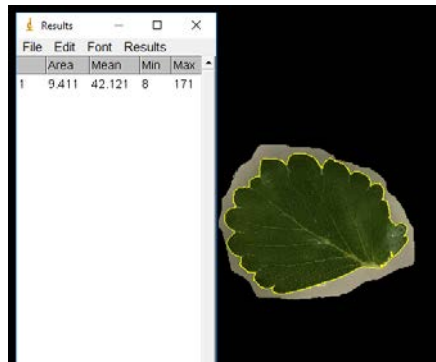 Results
File Edit Font Results
Area Mean Min Max
1 9.411 42.121 8 171